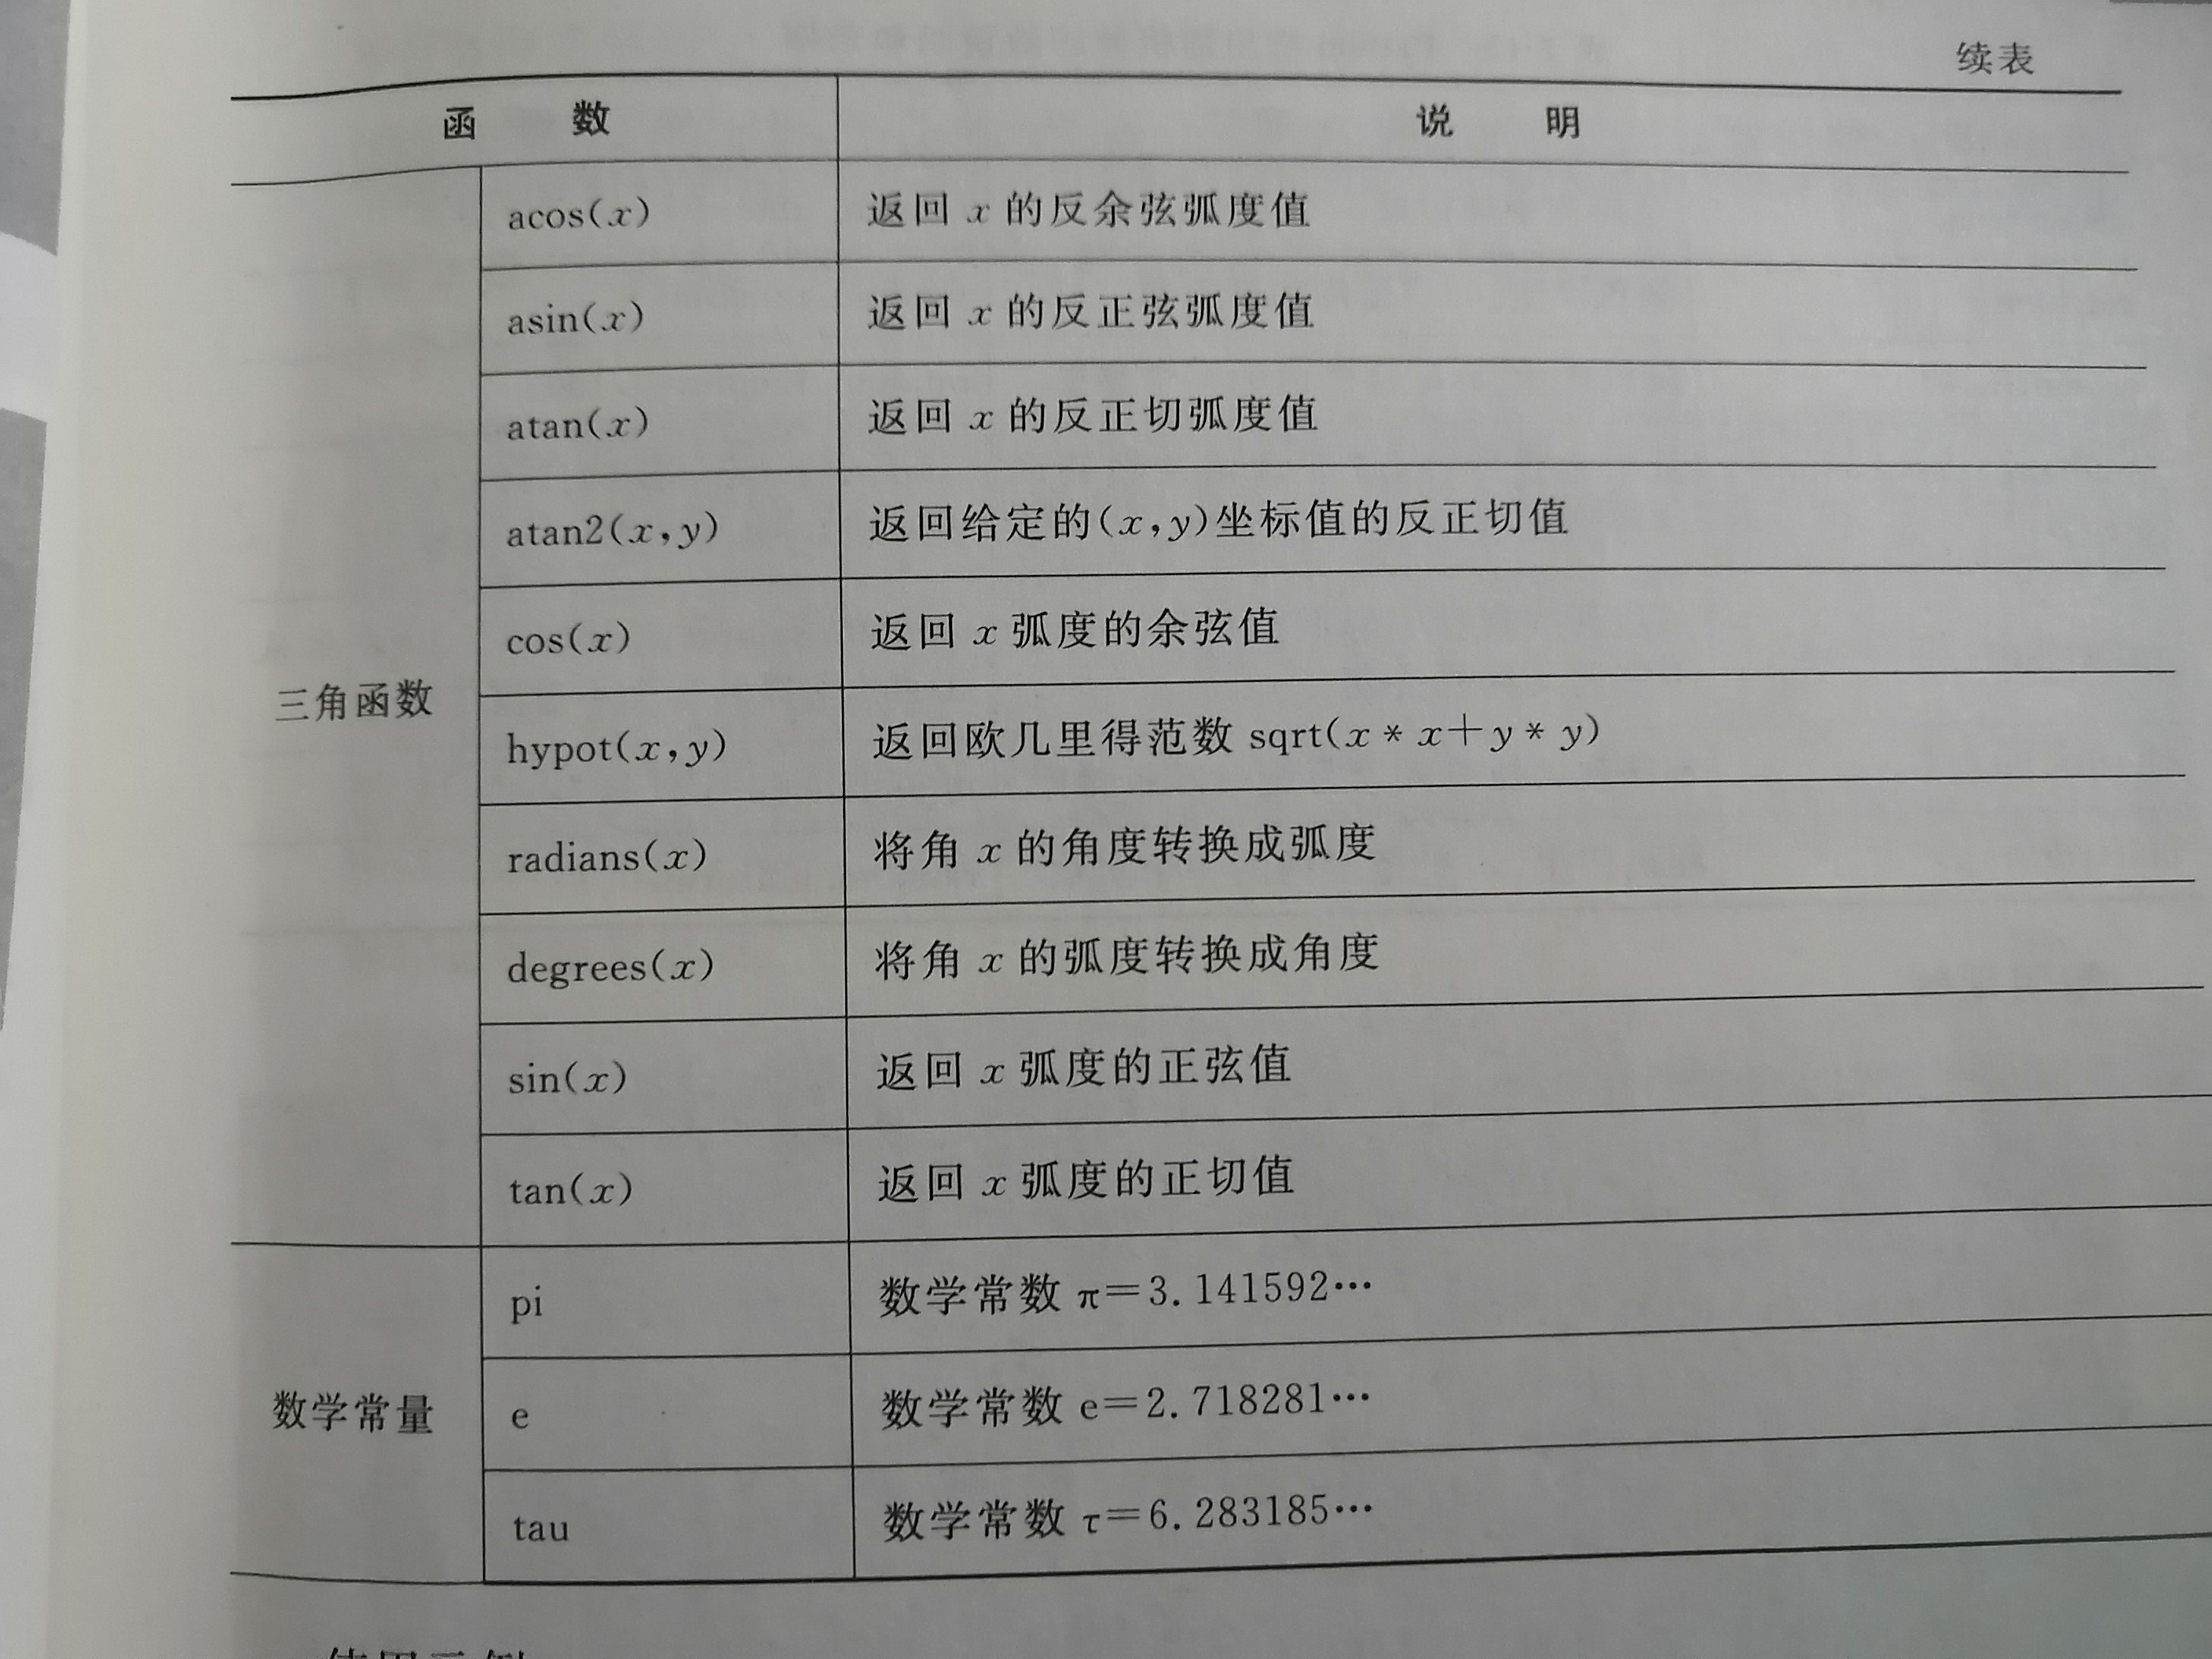 续表
函 数 说 明
acos(x) 返回 x 的反余弦弧度值
asin(x) 返回 x 的反正弦弧度值
atan(x) 返回 x 的反正切弧度值
atan2(x,y) 返回给定的(x,y)坐标值的反正切值
cos(x) 返回 x 弧度的余弦值
三角函数
hypot(x,y) 返回欧几里得范数 sqrt(x * x+y * y)
radians(x) 将角 x 的角度转换成弧度
degrees(x) 将角 x 的弧度转换成角度
sin(x) 返回 x 弧度的正弦值
tan(x) 返回 x 弧度的正切值
pi 数学常数 π=3.141592…
数学常量 e 数学常数 e=2.718281…
tau 数学常数 τ=6.283185…